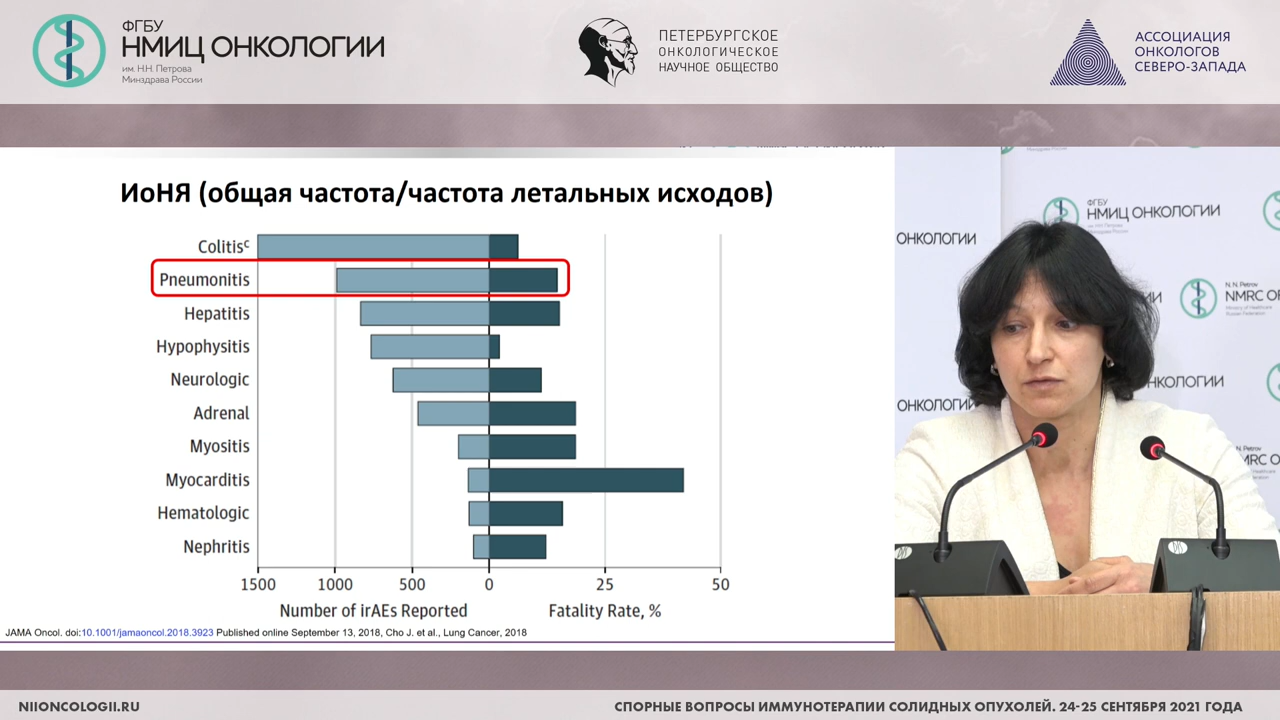 ФГБУ
НМИЦ ОНКОЛОГИИ
им. Н.Н. Петрова
Минздрава России
ПЕТЕРБУРГСКОЕ
ОНКОЛОГИЧЕСКОЕ
НАУЧНОЕ ОБЩЕСТВО
АССОЦИАЦИЯ
ОНКОЛОГОВ
СЕВЕРО-ЗАПАДА
ИоНЯ (общая частота/частота летальных исходов)
Colitisᶜ
Pneumonitis
Hepatitis
Hypophysitis
Neurologic
Adrenal
Myositis
Myocarditis
Hematologic
Nephritis
1500 1000 500 0 25 50
Number of irAEs Reported Fatality Rate, %
JAMA Oncol. doi:10.1001/jamaoncol.2018.3923 Published online September 13, 2018, Cho J. et al., Lung Cancer, 2018
ФГБУ
НМИЦ ОНКОЛОГИИ
ОНКОЛОГИИ
N. N. Petrov
NMRC
ОНКОЛОГИИ
ОНКОЛОГИИ
N. Petrov
NIIONCOLOGII.RU
СПОРНЫЕ ВОПРОСЫ ИММУНОТЕРАПИИ СОЛИДНЫХ ОПУХОЛЕЙ. 24-25 СЕНТЯБРЯ 2021 ГОДА